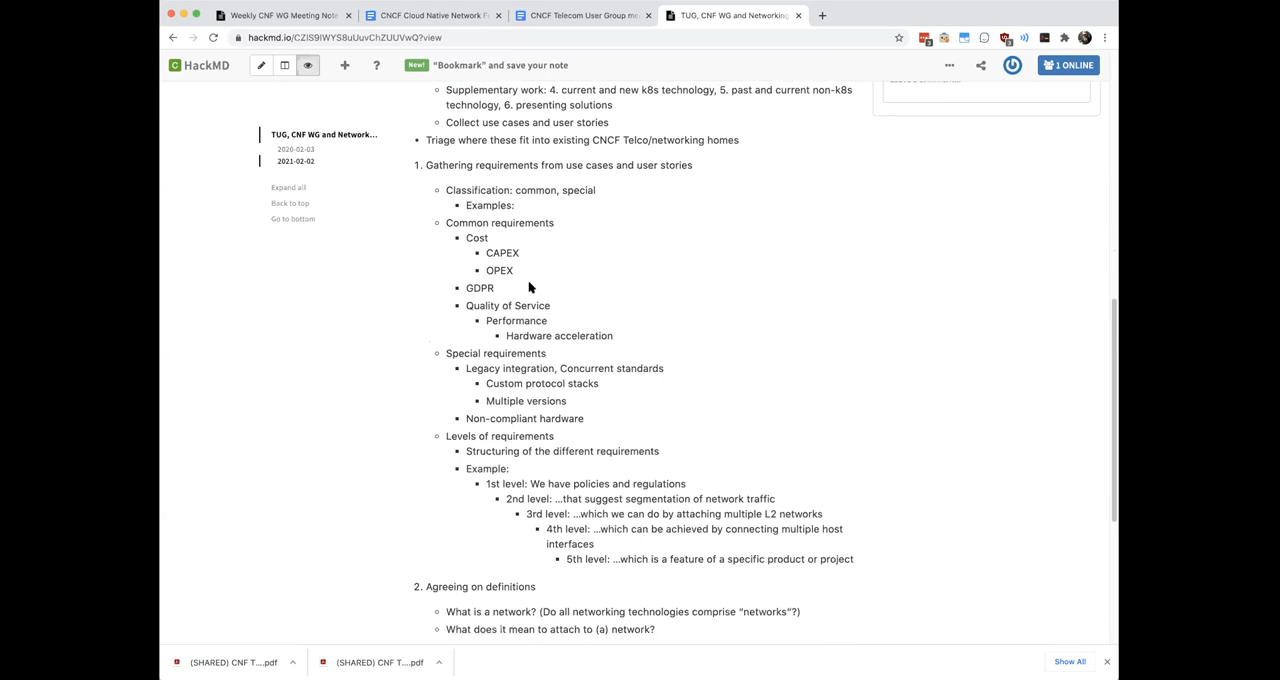 Weekly CNF WG Meeting Note
CNCF Cloud Native Network F
CNCF Telecom User Group me
TUG, CNF WG and Networking
hackmd.io/CZlS9IWYS8uUuvChZUUVwQ?view
HackMD
New! "Bookmark" and save your note
1 ONLINE
Supplementary work: 4. current and new k8s technology, 5. past and current non-k8s
technology, 6. presenting solutions
Collect use cases and user stories
Triage where these fit into existing CNCF Telco/networking homes
TUG, CNF WG and Network...
2020-02-03
2021-02-02
Expand all
Back to top
Go to bottom
1. Gathering requirements from use cases and user stories
Classification: common, special
Examples:
Common requirements
Cost
CAPEX
OPEX
GDPR
Quality of Service
Performance
Hardware acceleration
Special requirements
Legacy integration, Concurrent standards
Custom protocol stacks
Multiple versions
Non-compliant hardware
Levels of requirements
Structuring of the different requirements
Example:
1st level: We have policies and regulations
2nd level: …that suggest segmentation of network traffic
3rd level: …which we can do by attaching multiple L2 networks
4th level: …which can be achieved by connecting multiple host
interfaces
5th level: …which is a feature of a specific product or project
2. Agreeing on definitions
What is a network? (Do all networking technologies comprise “networks”?)
What does it mean to attach to (a) network?
(SHARED) CNF T....pdf
(SHARED) CNF T....pdf
Show All